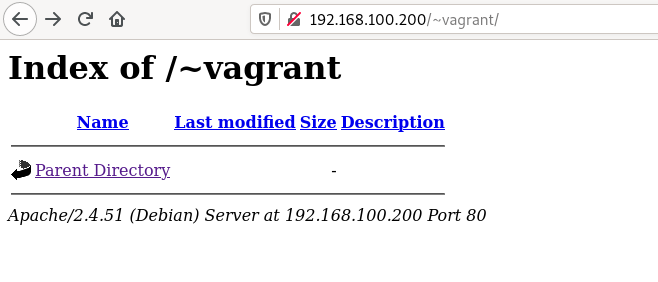 192.168.100.200/~vagrant/
Index of /~vagrant
Name Last modified Size Description
Parent Directory -
Apache/2.4.51 (Debian) Server at 192.168.100.200 Port 80